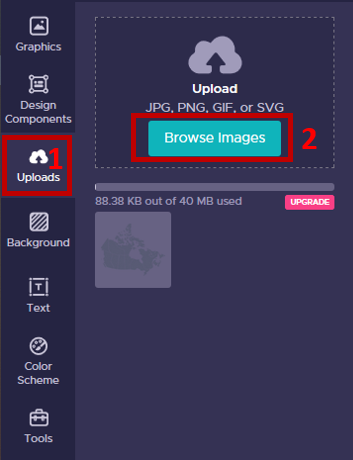 Graphics
Design
Components
1
Uploads
Background
Text
Color
Scheme
Tools
Upload
JPG, PNG, GIF, or SVG
Browse Images
2
88.38 KB out of 40 MB used
UPGRADE